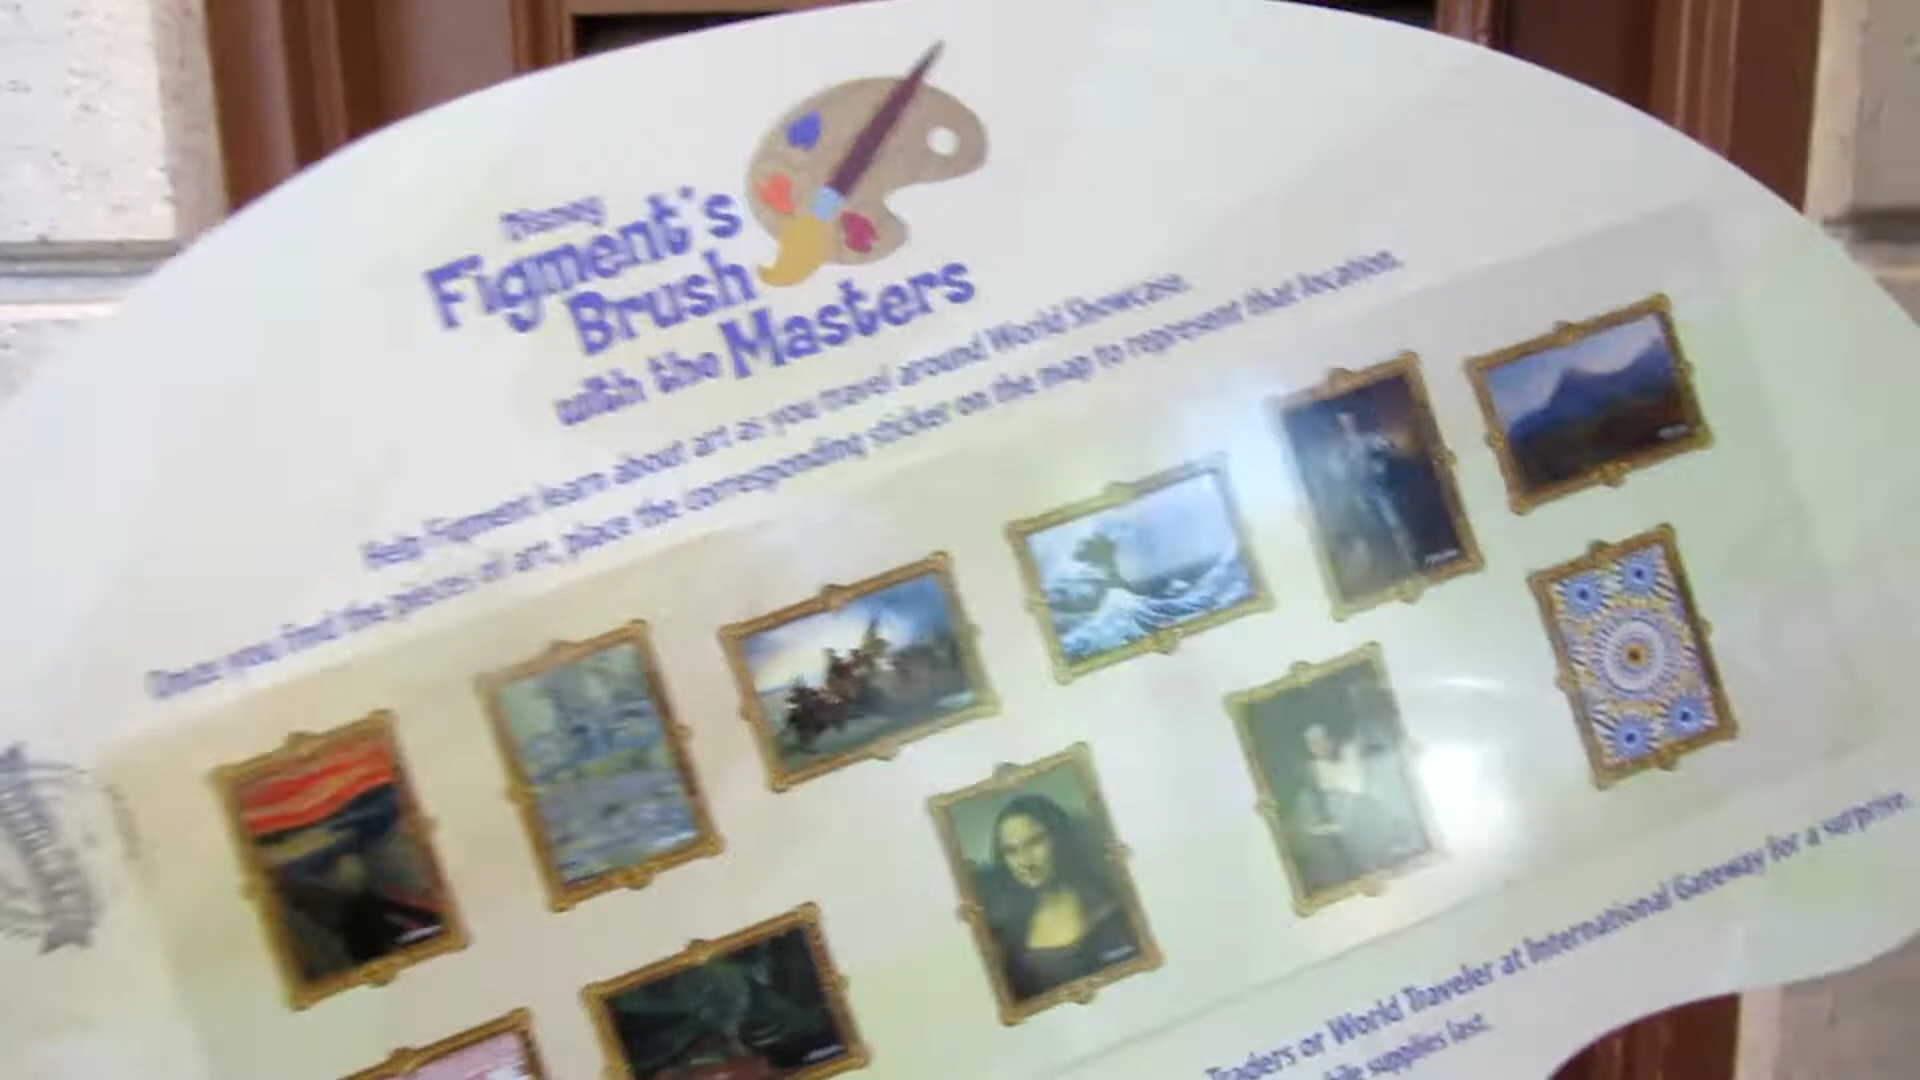 Disney
Figment's
Brush
with the Masters
Help Figment learn about art as you travel around World Showcase.
Once you find the pieces of art, place the corresponding sticker on the map to represent that location.
Traders or World Traveler at International Gateway for a surprise.
while supplies last.